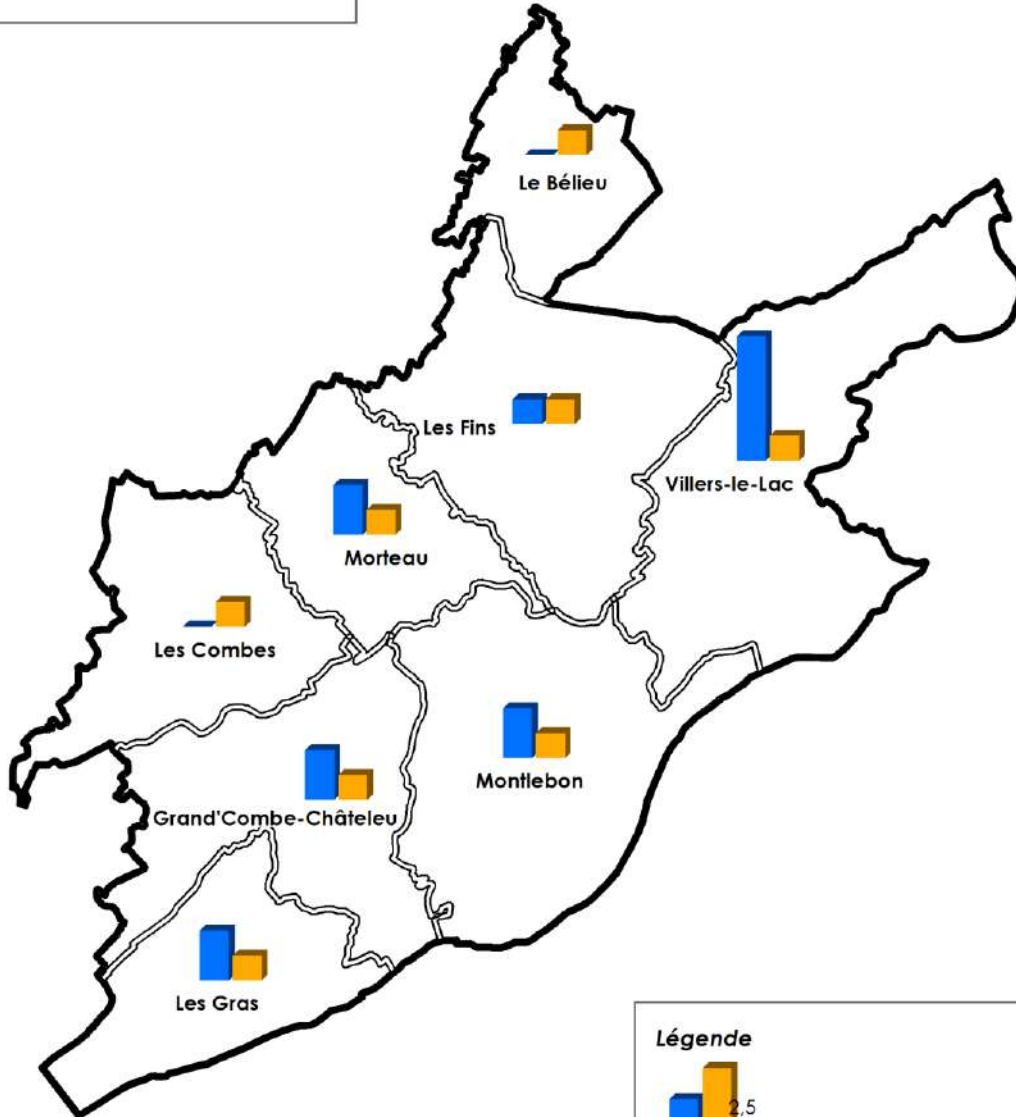 Le Bélieu
Les Fins
Villers-le-Lac
Morteau
Les Combes
Montlebon
Grand'Combe-Châteleu
Les Gras
Légende
2,5